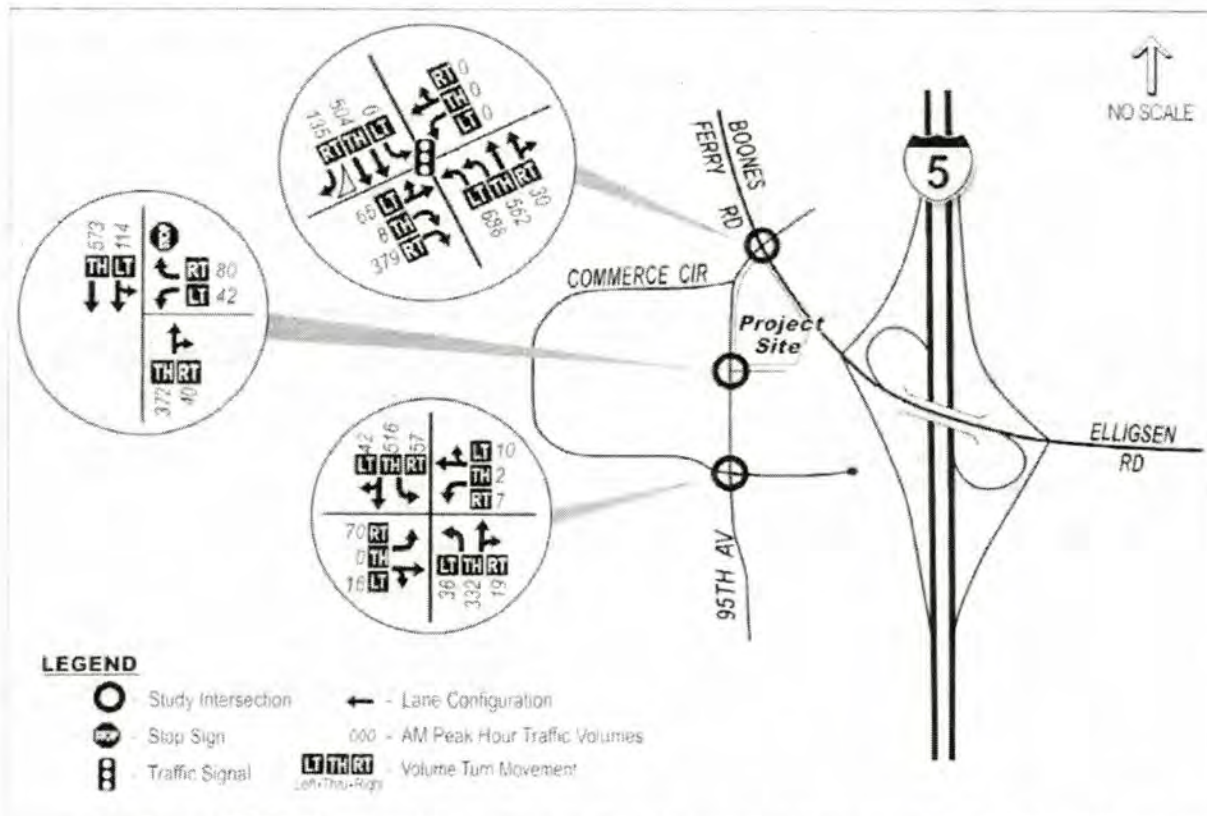 NO SCALE
RT 0
TH 0
LT 0
135 504 0
RT TH LT
65 LT
8 TH
379 RT
LT TH RT
562 30
BOONES
FERRY
RD
5
COMMERCE CIR
Project
Site
573 114
TH LT
STOP
RT 80
LT 42
TH RT
372 40
ELLIGSEN
RD
42 516 57
LT TH RT
LT 10
TH 2
RT 7
70 RT
0 TH
16 LT
LT TH RT
36 332 19
95TH AV
LEGEND
- Study Intersection
- Lane Configuration
STOP - Stop Sign
000 - AM Peak Hour Traffic Volumes
- Traffic Signal
LT TH RT - Volume Turn Movement
Left•Thru•Right